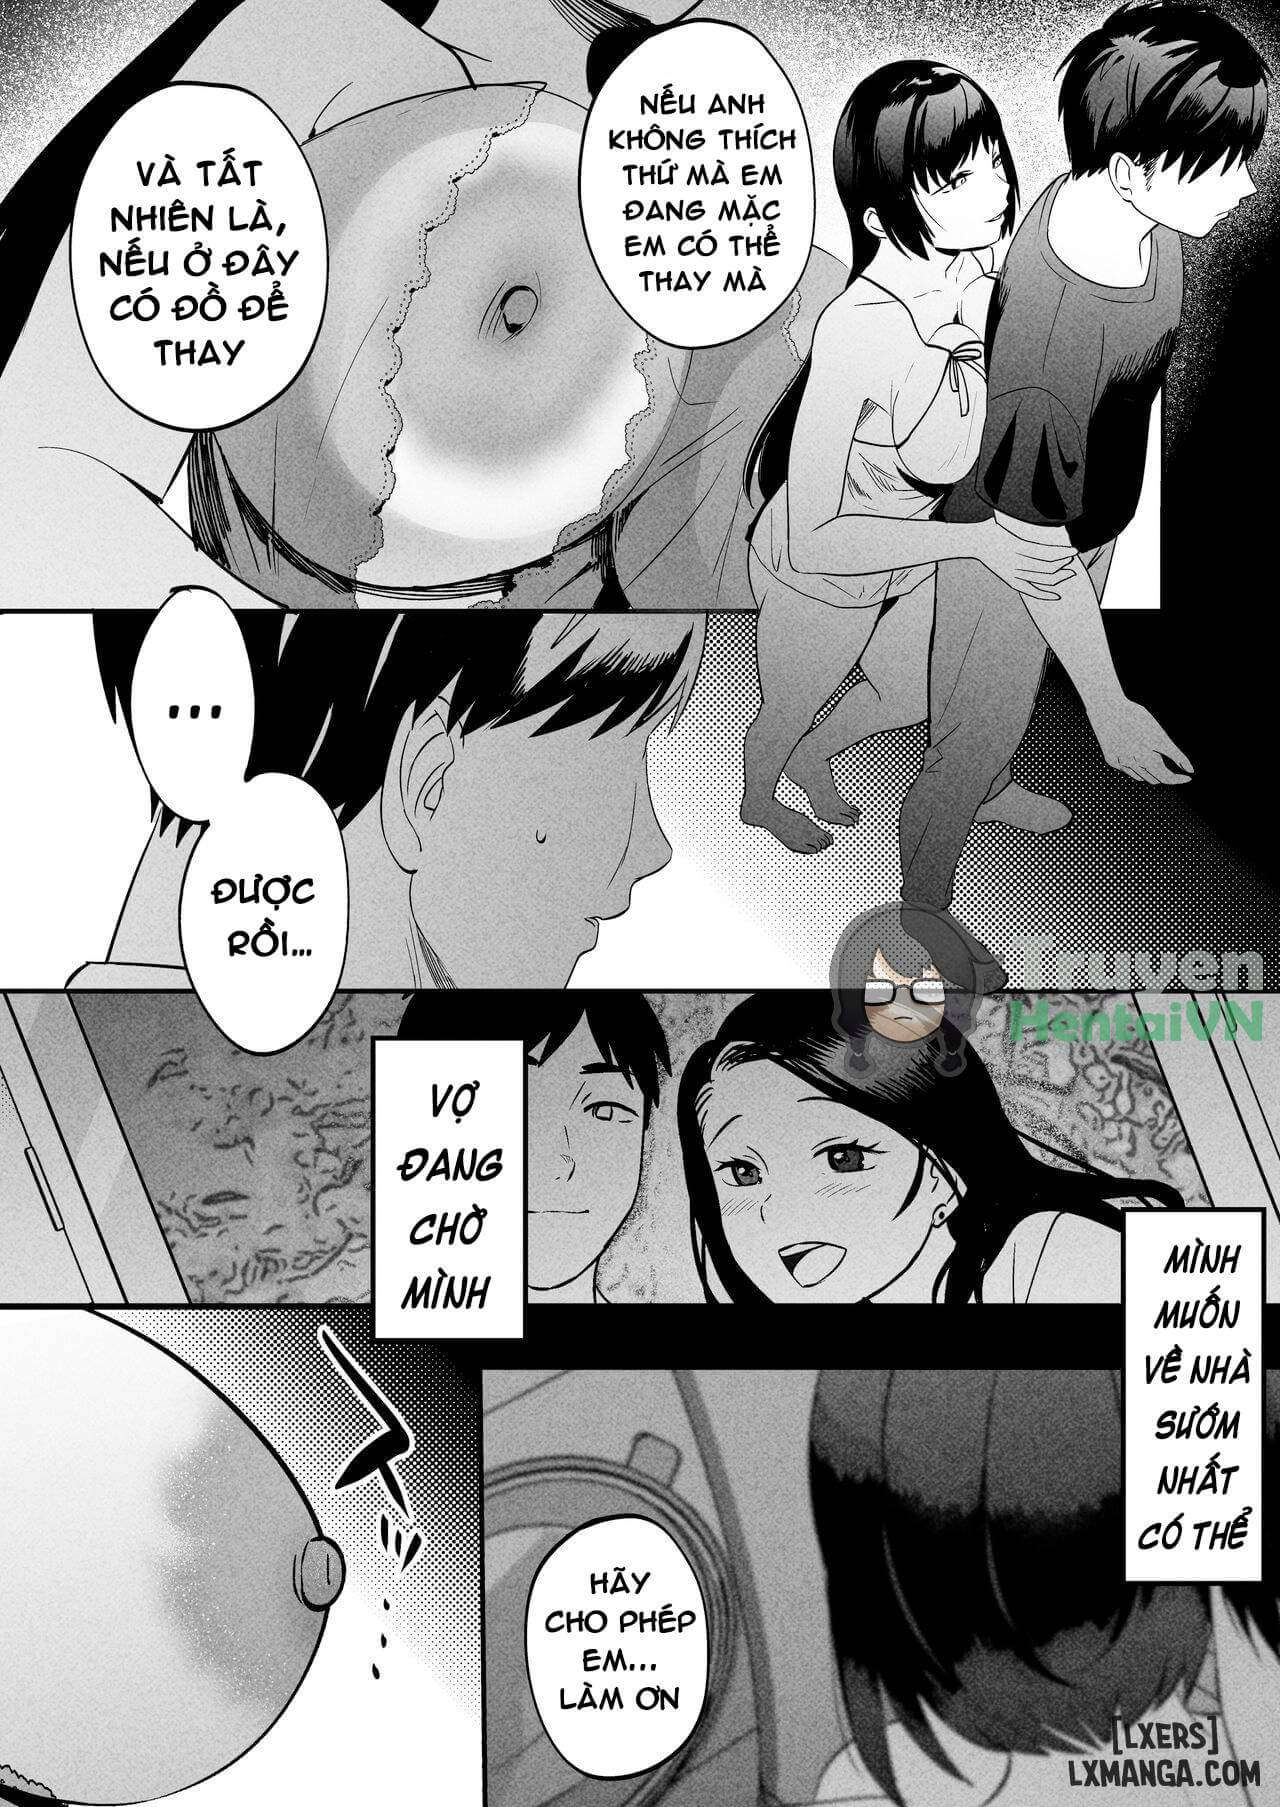 NẾU ANH
KHÔNG THÍCH
THỨ MÀ EM
ĐANG MẶC
EM CÓ THỂ
THAY MÀ
VÀ TẤT
NHIÊN LÀ,
NẾU Ở ĐÂY
CÓ ĐỒ ĐỂ
THAY
...
ĐƯỢC
RỒI...
Truyen
HentaiVN
VỢ
ĐANG
CHỜ
MÌNH
MÌNH
MUỐN
VỀ NHÀ
SƯỚM
NHẤT
CÓ THỂ
HÃY
CHO PHÉP
EM...
LÀM ƠN
[LXERS]
LXMANGA.COM